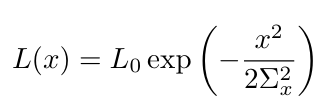 L(x) = L_0 \exp\left(-\frac{x^2}{2\Sigma_x^2}\right)